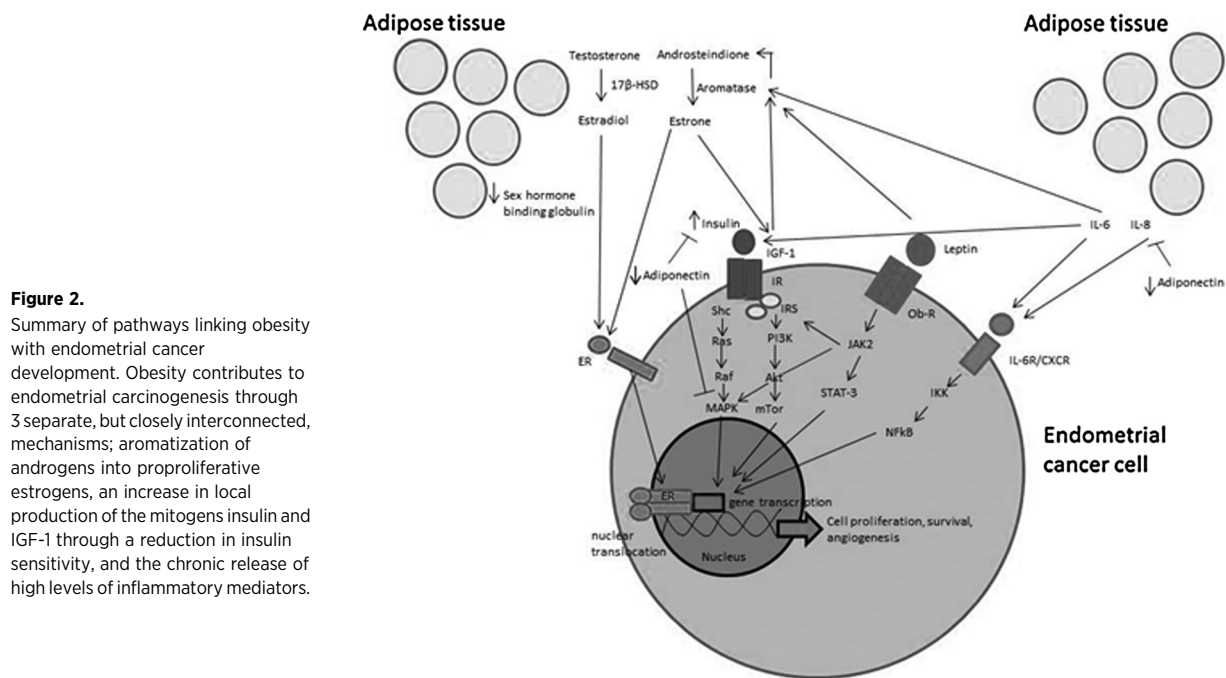 Figure 2.
Summary of pathways linking obesity
with endometrial cancer
development. Obesity contributes to
endometrial carcinogenesis through
3 separate, but closely interconnected,
mechanisms; aromatization of
androgens into proproliferative
estrogens, an increase in local
production of the mitogens insulin and
IGF-1 through a reduction in insulin
sensitivity, and the chronic release of
high levels of inflammatory mediators.
Adipose tissue
Adipose tissue
Testosterone
Androsteindione
17β-HSD
Aromatase
Estradiol
Estrone
Sex hormone
binding globulin
Insulin
IL-6
IL-8
Leptin
IGF-1
Adiponectin
Adiponectin
IR
Ob-R
Shc
IRS
Ras
PI3K
JAK2
ER
IL-6R/CXCR
Raf
Akt
STAT-3
IKK
MAPK
mTor
NFkB
Endometrial
cancer cell
ER
gene transcription
nuclear
translocation
Nucleus
Cell proliferation, survival,
angiogenesis